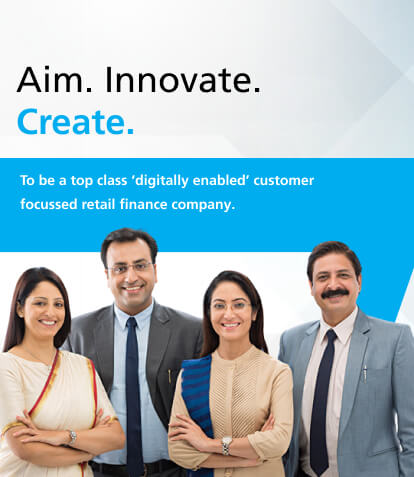 Aim. Innovate.
Create.
To be a top class ‘digitally enabled’ customer
focussed retail finance company.